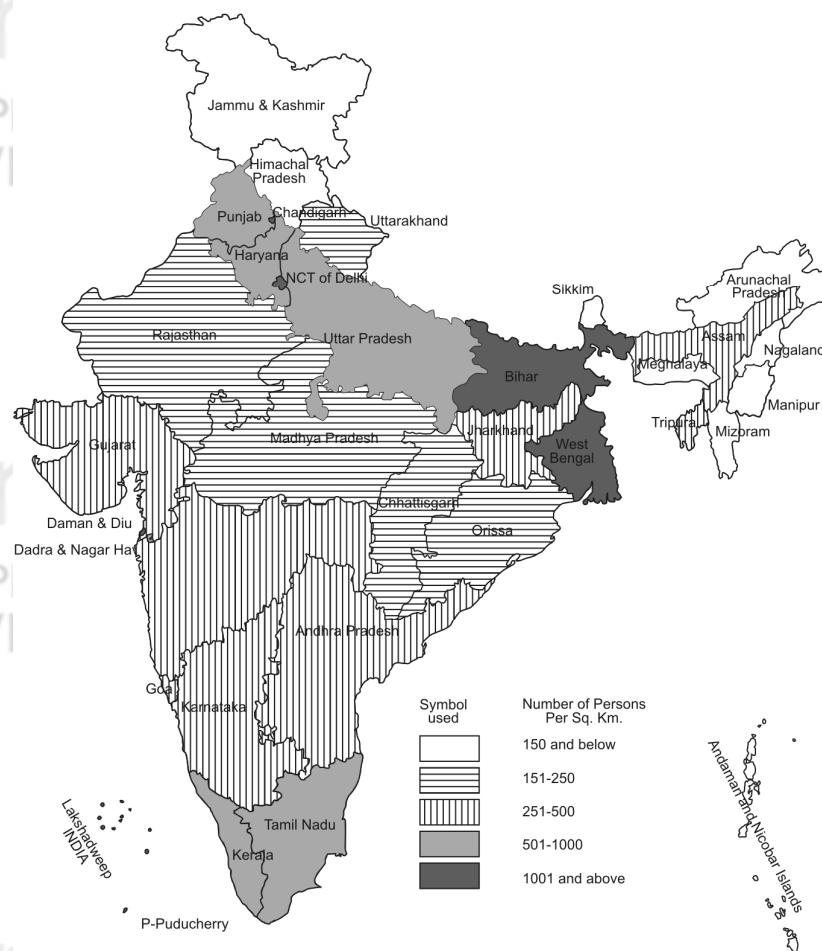 Jammu & Kashmir
Himachal
Pradesh
Punjab
Chandigarh
Uttarakhand
Haryana
NCT of Delhi
Rajasthan
Uttar Pradesh
Sikkim
Arunachal
Pradesh
Assam
Nagaland
Meghalaya
Bihar
Manipur
Tripura
Mizoram
Gujarat
Madhya Pradesh
Jharkhand
West
Bengal
Chhattisgarh
Daman & Diu
Orissa
Dadra & Nagar Ha
Andhra Pradesh
Goa
Karnataka
Symbol
used
Number of Persons
Per Sq. Km.
150 and below
151-250
251-500
501-1000
1001 and above
Andaman and Nicobar Islands
Lakshadweep
INDIA
Tamil Nadu
Kerala
P-Puducherry